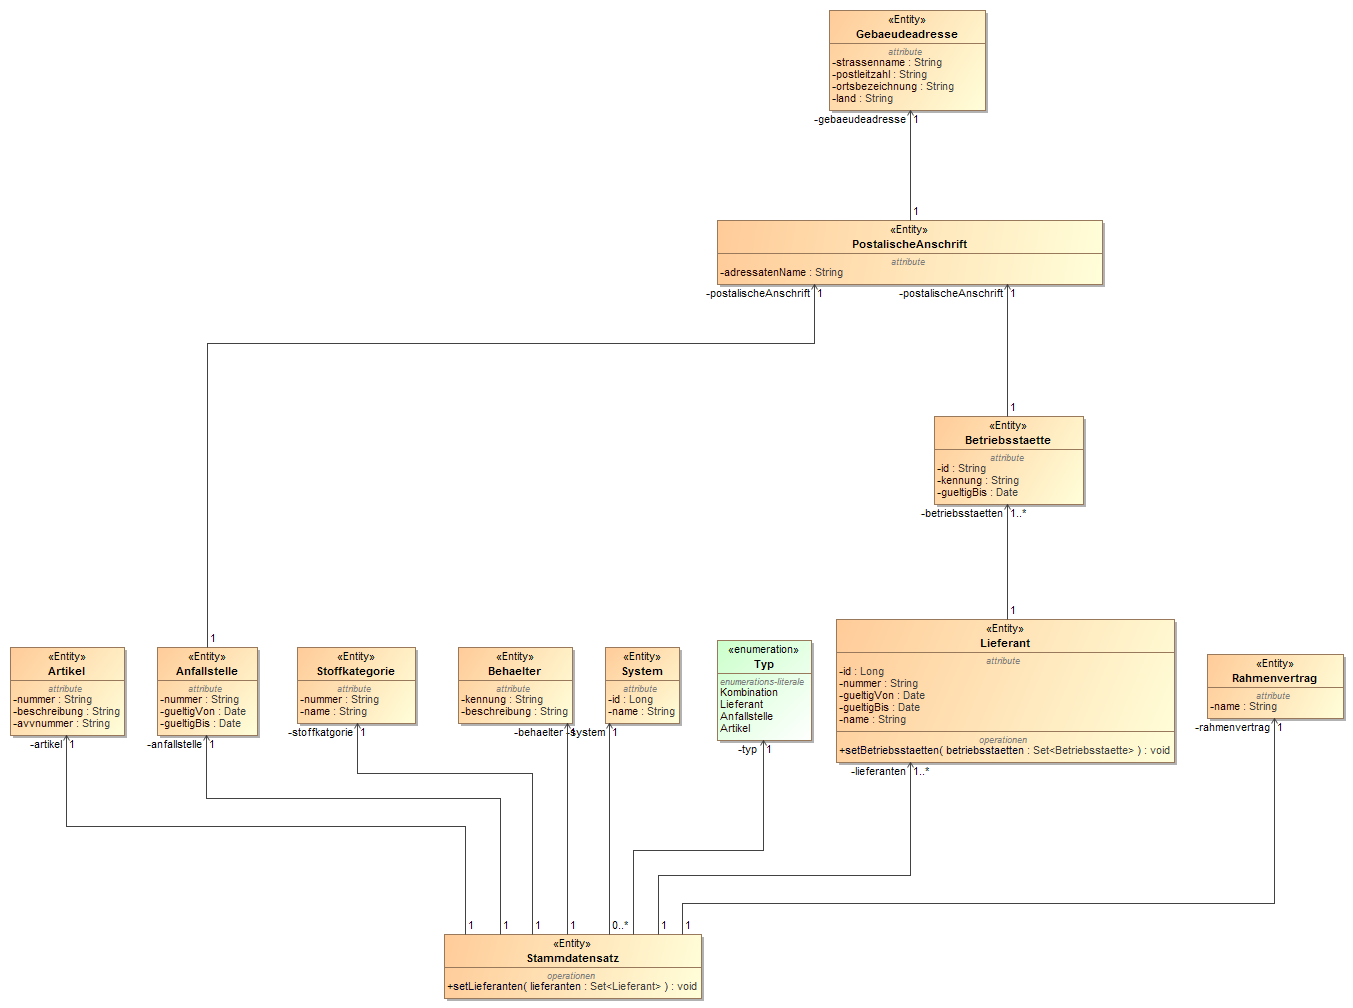 «Entity»
Gebaeudeadresse
attribute
-strassenname : String
-postleitzahl : String
-ortsbezeichnung : String
-land : String
-gebaeudeadresse 1
1
«Entity»
PostalischeAnschrift
attribute
-adressatenName : String
-postalischeAnschrift 1
-postalischeAnschrift 1
1
«Entity»
Betriebsstaette
attribute
-id : String
-kennung : String
-gueltigBis : Date
-betriebsstaetten 1..*
1
1
«Entity»
Artikel
attribute
-nummer : String
-beschreibung : String
-avvnummer : String
-artikel 1
«Entity»
Anfallstelle
attribute
-nummer : String
-gueltigVon : Date
-gueltigBis : Date
-anfallstelle 1
«Entity»
Stoffkategorie
attribute
-nummer : String
-name : String
-stoffkatgorie 1
«Entity»
Behaelter
attribute
-kennung : String
-beschreibung : String
-behaelter 1
«Entity»
System
attribute
-id : Long
-name : String
-system 1
«enumeration»
Typ
enumerations-literale
Kombination
Lieferant
Anfallstelle
Artikel
-typ 1
«Entity»
Lieferant
attribute
-id : Long
-nummer : String
-gueltigVon : Date
-gueltigBis : Date
-name : String
operationen
+setBetriebsstaetten( betriebsstaetten : Set<Betriebsstaette> ) : void
-lieferanten 1..*
«Entity»
Rahmenvertrag
attribute
-name : String
-rahmenvertrag 1
1 1 1 1 0..* 1 1
«Entity»
Stammdatensatz
operationen
+setLieferanten( lieferanten : Set<Lieferant> ) : void